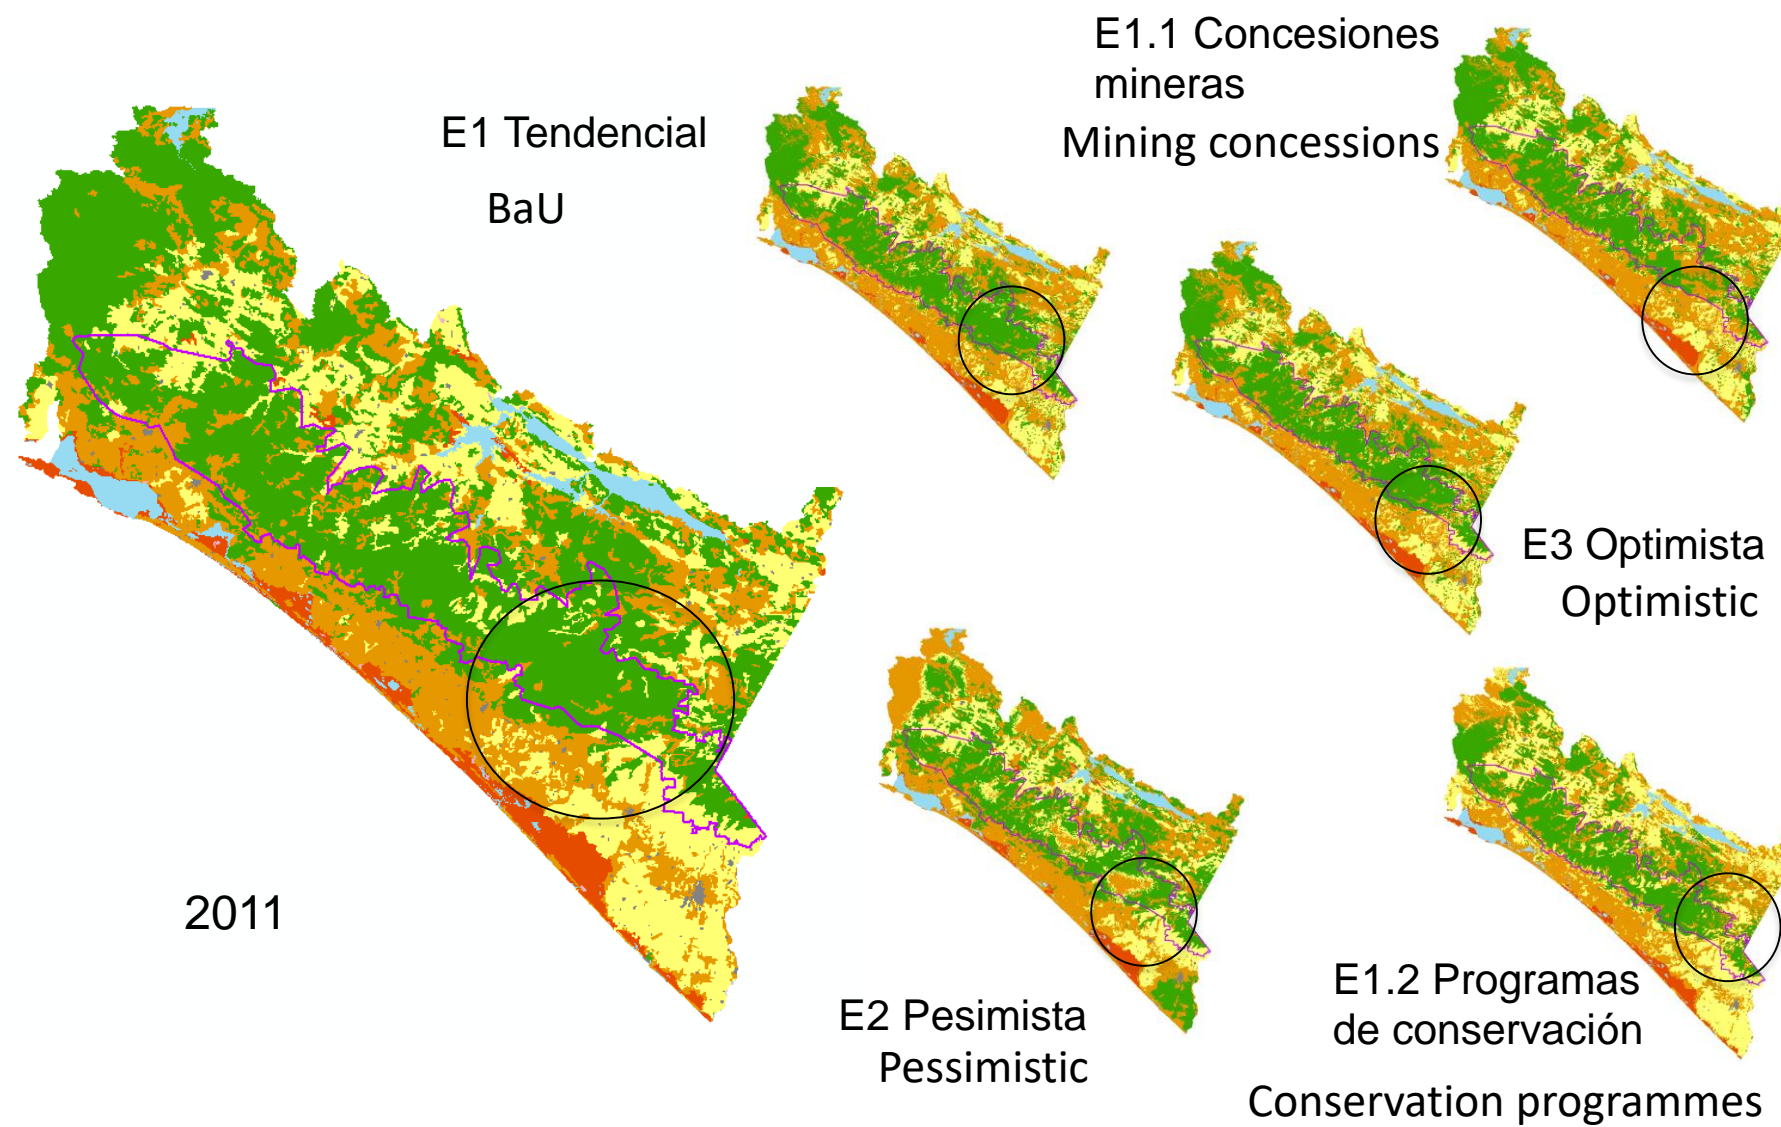 E1.1 Concesiones
mineras
Mining concessions
E1 Tendencial
BaU
E3 Optimista
Optimistic
2011
E2 Pesimista
Pessimistic
E1.2 Programas
de conservación
Conservation programmes